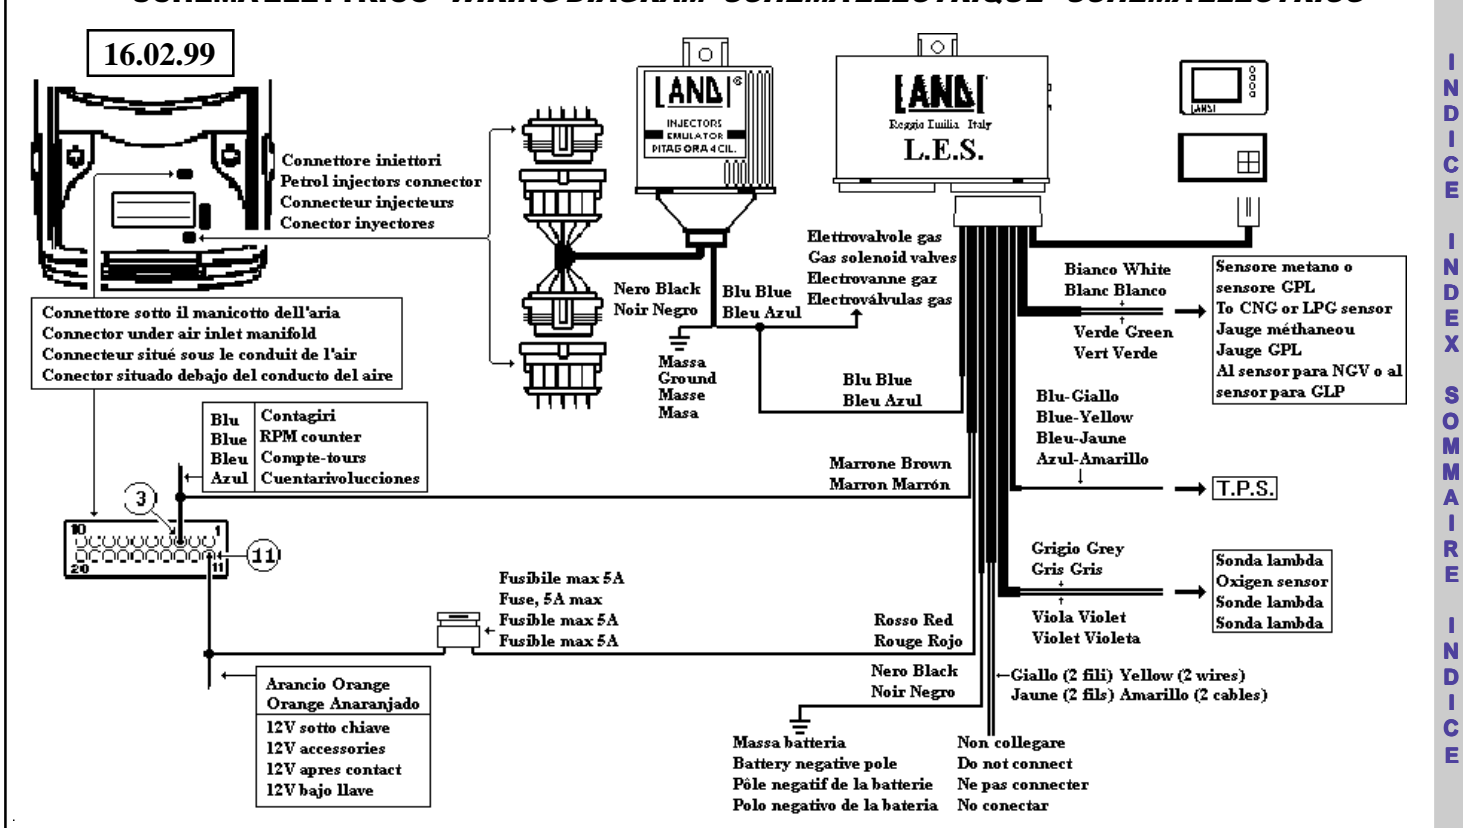 SCHEMA ELETTRICO - WIRING DIAGRAM - SCHEMA ELECTRIQUE - SCHEMA ELECTRICO
16.02.99
Connettore iniettori
Petrol injectors connector
Connecteur injecteurs
Conector inyectores
LANDI®
INJECTORS
EMULATOR
PITAGORA 4 CIL.
LANDI
Reggio Emilia - Italy
L.E.S.
LANDI
Elettrovalvole gas
Gas solenoid valves
Electrovanne gaz
Electroválvulas gas
Nero Black
Noir Negro
Blu Blue
Bleu Azul
Massa
Ground
Masse
Masa
Blu Blue
Bleu Azul
Bianco White
Blanc Blanco
Verde Green
Vert Verde
Sensore metano o
sensore GPL
To CNG or LPG sensor
Jauge méthaneou
Jauge GPL
Al sensor para NGV o al
sensor para GLP
Connettore sotto il manicotto dell'aria
Connector under air inlet manifold
Connecteur situé sous le conduit de l'air
Conector situado debajo del conducto del aire
Blu
Blue
Bleu
Azul
Contagiri
RPM counter
Compte-tours
Cuentarivolucciones
Blu-Giallo
Blue-Yellow
Bleu-Jaune
Azul-Amarillo
T.P.S.
Marrone Brown
Marron Marrón
3
10
1
20
11
11
Fusibile max 5A
Fuse, 5A max
Fusible max 5A
Fusible max 5A
Grigio Grey
Gris Gris
Viola Violet
Violet Violeta
Sonda lambda
Oxigen sensor
Sonde lambda
Sonda lambda
Rosso Red
Rouge Rojo
Nero Black
Noir Negro
Giallo (2 fili) Yellow (2 wires)
Jaune (2 fils) Amarillo (2 cables)
Arancio Orange
Orange Anaranjado
12V sotto chiave
12V accessories
12V apres contact
12V bajo llave
Massa batteria
Battery negative pole
Pôle negatif de la batterie
Polo negativo de la bateria
Non collegare
Do not connect
Ne pas connecter
No conectar
INDICE INDEX SOMMAIRE INDICE